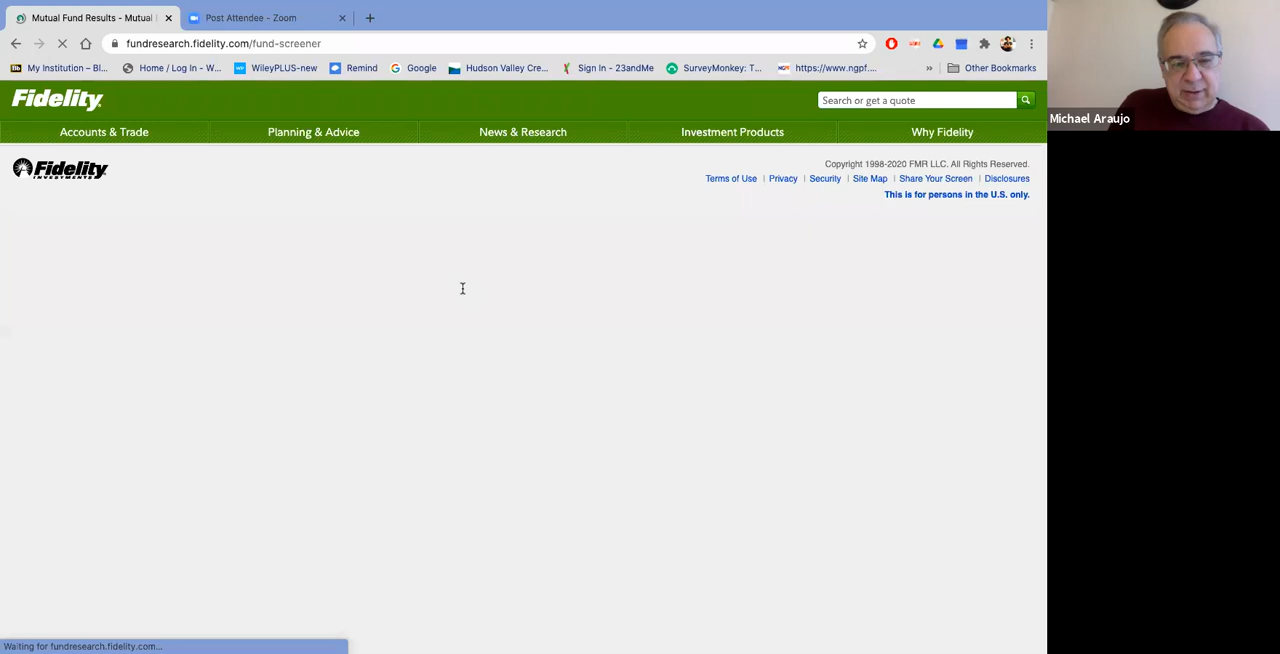 Mutual Fund Results - Mutual
Post Attendee - Zoom
fundresearch.fidelity.com/fund-screener
My Institution – Bl...
Home / Log In - W...
WileyPLUS-new
Remind
Google
Hudson Valley Cre...
Sign In - 23andMe
SurveyMonkey: T...
https://www.ngpf....
»
Other Bookmarks
Fidelity
Search or get a quote
Accounts & Trade
Planning & Advice
News & Research
Investment Products
Why Fidelity
Fidelity
INVESTMENTS
Copyright 1998-2020 FMR LLC. All Rights Reserved.
Terms of Use | Privacy | Security | Site Map | Share Your Screen | Disclosures
This is for persons in the U.S. only.
Michael Araujo
Waiting for fundresearch.fidelity.com...